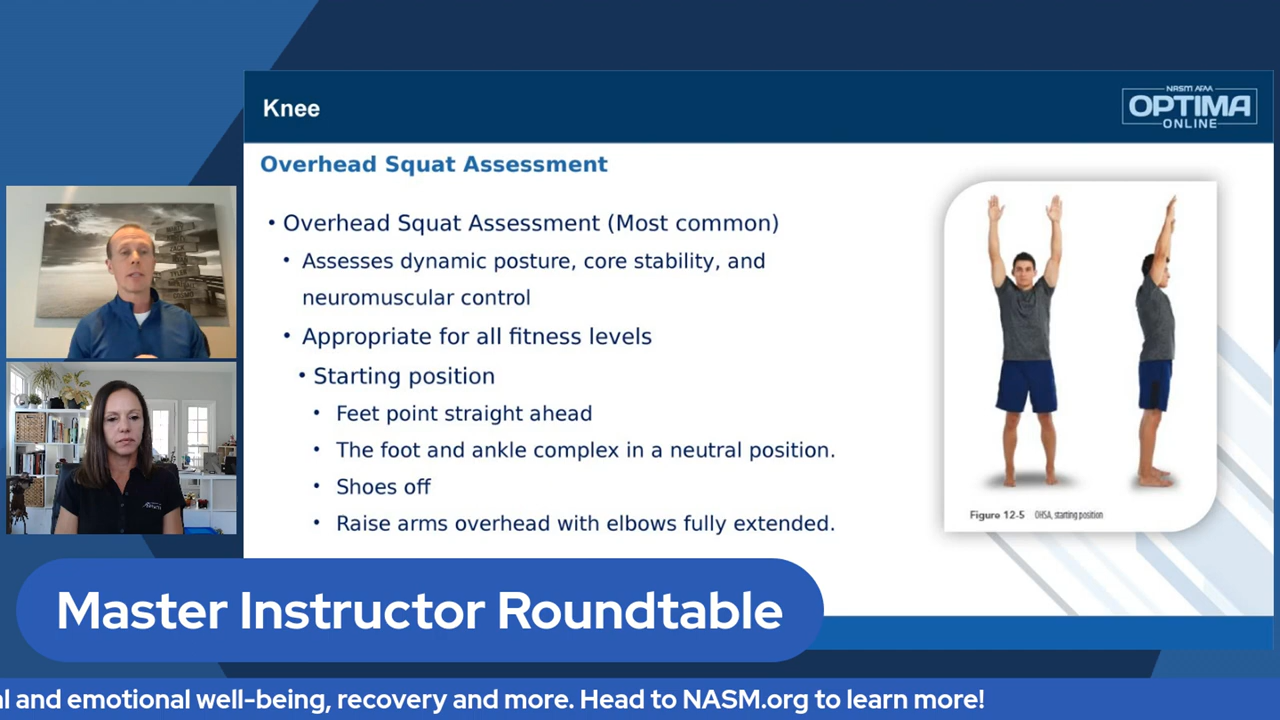 Knee
NASM AFAA
OPTIMA
ONLINE
Overhead Squat Assessment
• Overhead Squat Assessment (Most common)
• Assesses dynamic posture, core stability, and
neuromuscular control
• Appropriate for all fitness levels
• Starting position
• Feet point straight ahead
• The foot and ankle complex in a neutral position.
• Shoes off
• Raise arms overhead with elbows fully extended.
Figure 12-5 OHSA, starting position
JACK
TYLER
Master Instructor Roundtable
al and emotional well-being, recovery and more. Head to NASM.org to learn more!